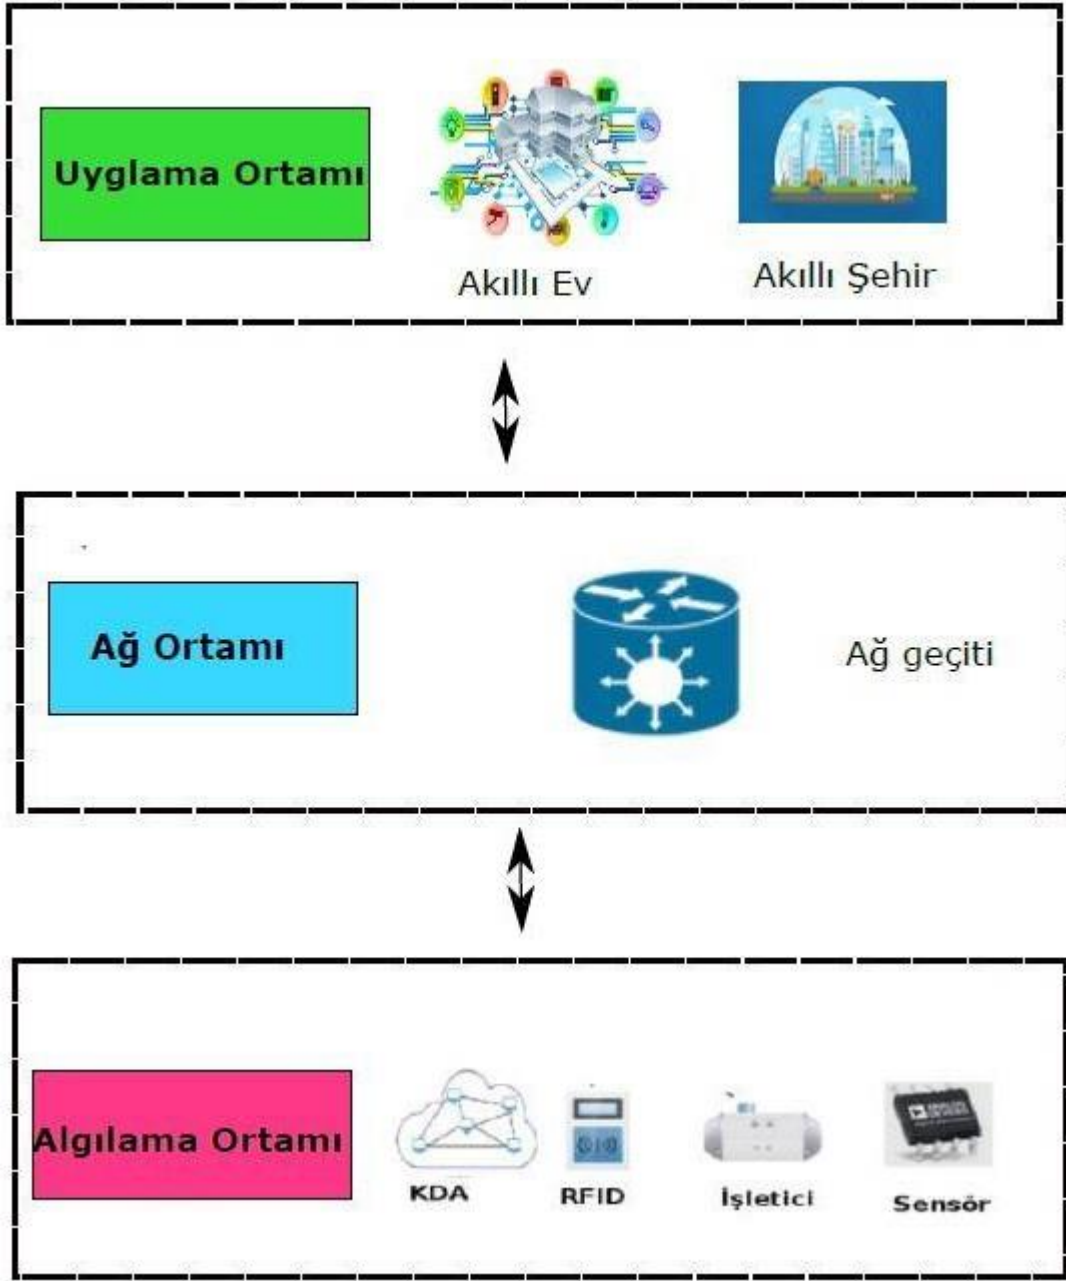 Uyglama Ortamı
Akıllı Ev
Akıllı Şehir
Ağ Ortamı
Ağ geçiti
Algılama Ortamı
KDA
RFID
İşletici
Sensör